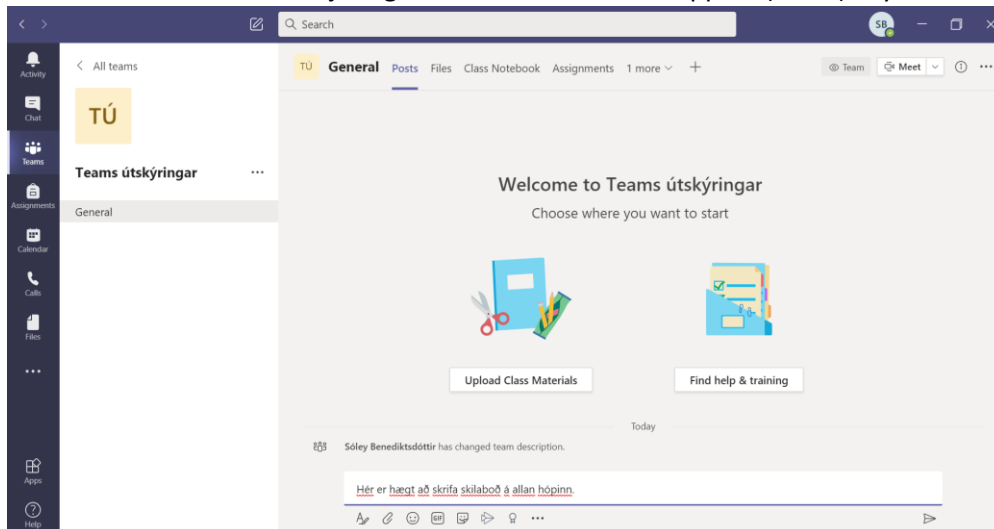 Search
SB
Activity
Chat
Teams
Assignments
Calendar
Calls
Files
Apps
Help
All teams
TÚ
Teams útskýringar
General
TÚ General Posts Files Class Notebook Assignments 1 more
Team Meet
Welcome to Teams útskýringar
Choose where you want to start
Upload Class Materials Find help & training
Today
Sóley Benediktsdóttir has changed team description.
Hér er hægt að skrifa skilaboð á allan hópinn.
GIF